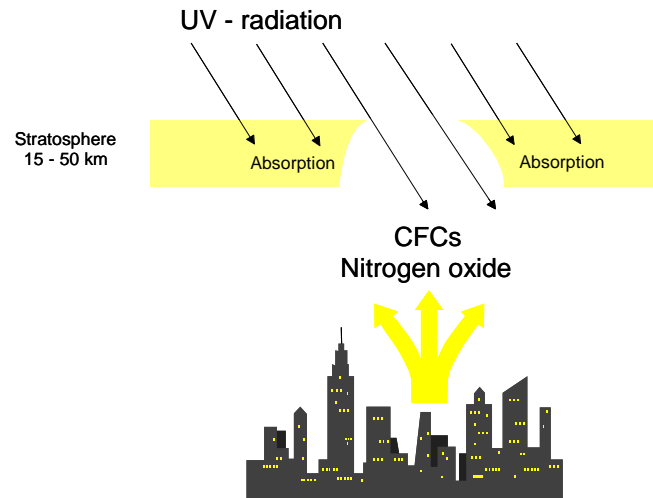 UV - radiation
Stratosphere
15 - 50 km
Absorption
Absorption
CFCs
Nitrogen oxide